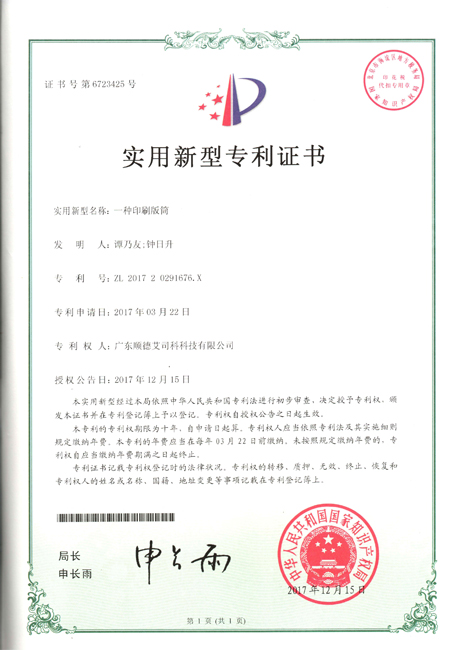 证书号第6723425号
印花税
代扣专用章
实用新型专利证书
实用新型名称：一种印刷版筒
发明人：谭乃友;钟日升
专利号：ZL 2017 2 0291676.X
专利申请日：2017年03月22日
专利权人：广东顺德艾司科科技有限公司
授权公告日：2017年12月15日
本实用新型经过本局依照中华人民共和国专利法进行初步审查，决定授予专利权，颁
发本证书并在专利登记簿上予以登记。专利权自授权公告之日起生效。
本专利的专利权期限为十年，自申请日起算。专利权人应当依照专利法及其实施细则
规定缴纳年费。本专利的年费应当在每年03月22日前缴纳。未按照规定缴纳年费的，专
利权自应当缴纳年费期满之日起终止。
专利证书记载专利权登记时的法律状况。专利权的转移、质押、无效、终止、恢复和
专利权人的姓名或名称、国籍、地址变更等事项记载在专利登记簿上。
局长
申长雨
申长雨
中华人民共和国国家知识产权局
2017年12月15日
第1页(共1页)